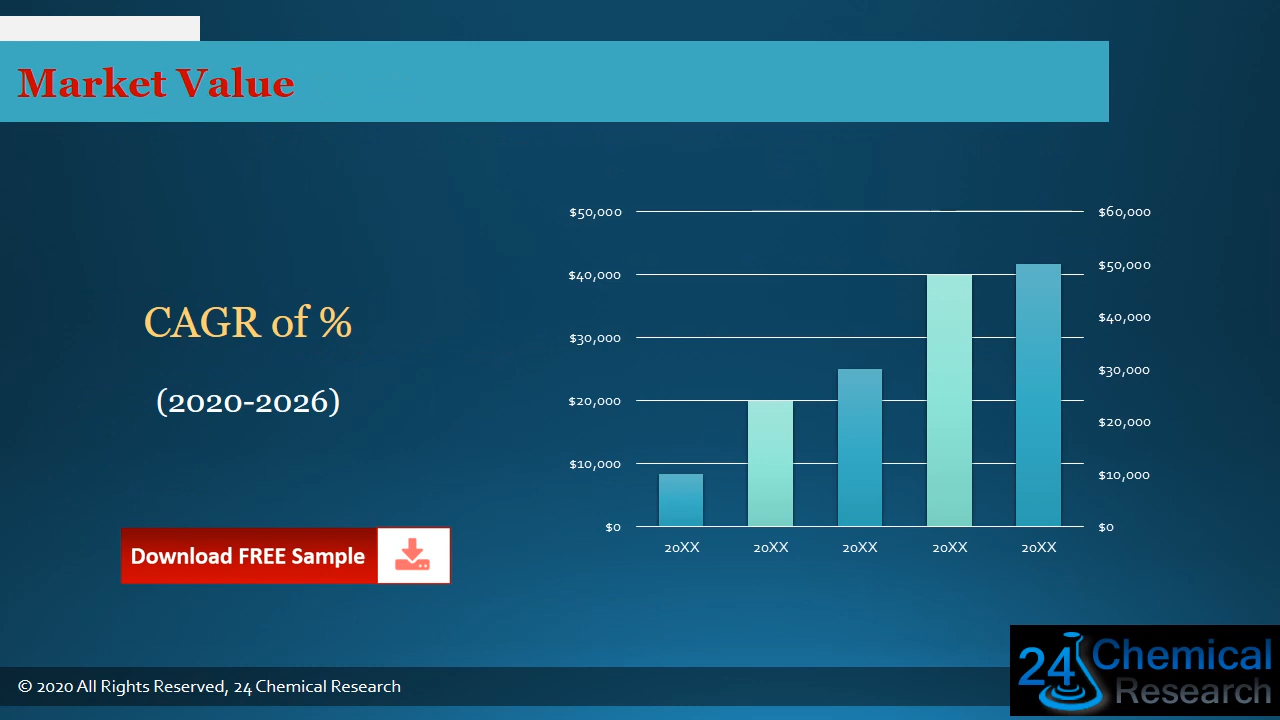 Market Value
CAGR of %
(2020-2026)
Download FREE Sample
$50,000
$40,000
$30,000
$20,000
$10,000
$0
$60,000
$50,000
$40,000
$30,000
$20,000
$10,000
$0
20XX 20XX 20XX 20XX 20XX
24 Chemical
Research
© 2020 All Rights Reserved, 24 Chemical Research